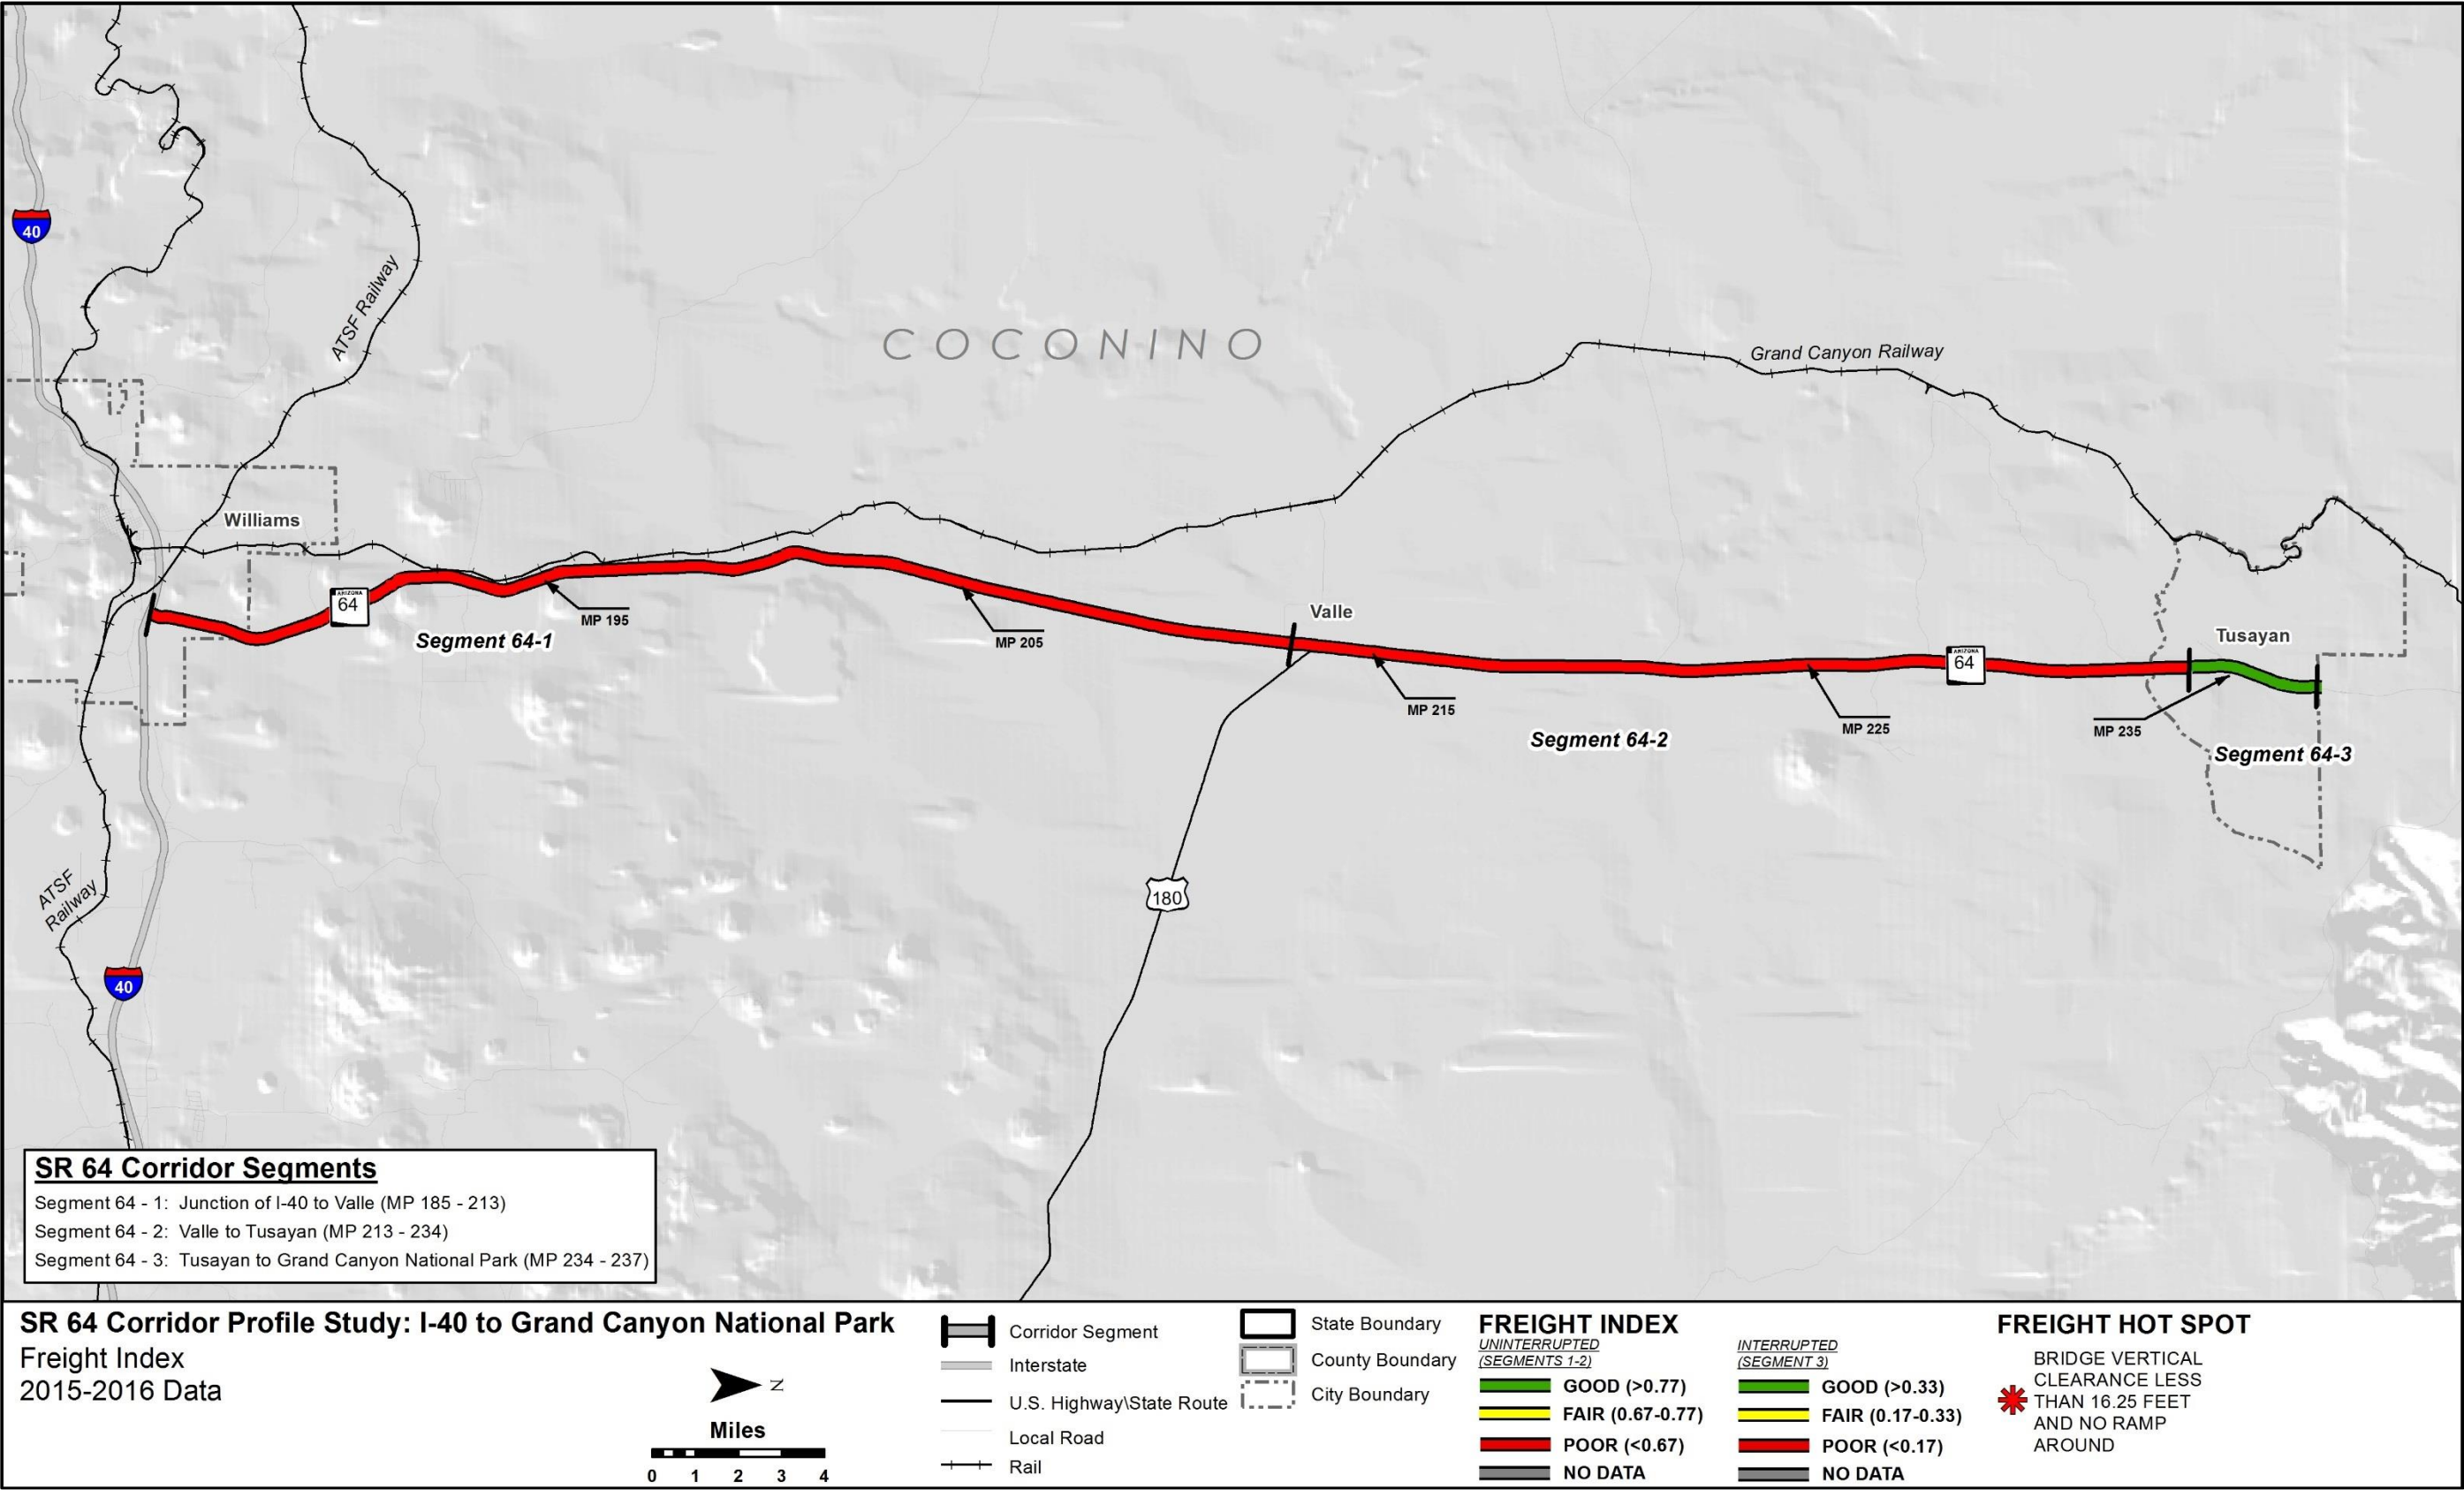 40
ATSF Railway
COCONINO
Grand Canyon Railway
Williams
ARIZONA
64
Segment 64-1
MP 195
MP 205
Valle
MP 215
Segment 64-2
MP 225
ARIZONA
64
Tusayan
MP 235
Segment 64-3
180
ATSF
Railway
40
SR 64 Corridor Segments
Segment 64 - 1: Junction of I-40 to Valle (MP 185 - 213)
Segment 64 - 2: Valle to Tusayan (MP 213 - 234)
Segment 64 - 3: Tusayan to Grand Canyon National Park (MP 234 - 237)
SR 64 Corridor Profile Study: I-40 to Grand Canyon National Park
Freight Index
2015-2016 Data
N
Miles
0 1 2 3 4
Corridor Segment
Interstate
U.S. Highway\State Route
Local Road
Rail
State Boundary
County Boundary
City Boundary
FREIGHT INDEX
UNINTERRUPTED
(SEGMENTS 1-2)
GOOD (>0.77)
FAIR (0.67-0.77)
POOR (<0.67)
NO DATA
INTERRUPTED
(SEGMENT 3)
GOOD (>0.33)
FAIR (0.17-0.33)
POOR (<0.17)
NO DATA
FREIGHT HOT SPOT
BRIDGE VERTICAL
CLEARANCE LESS
THAN 16.25 FEET
AND NO RAMP
AROUND